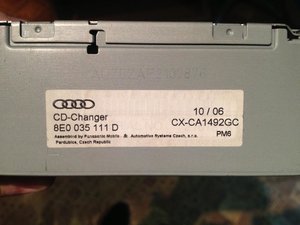 CD-Changer
8E0 035 111 D
Assembled by Panasonic Mobile & Automotive Systems Czech, s.r.o.
Pardubice, Czech Republic
10 / 06
CX-CA1492GC
PM6